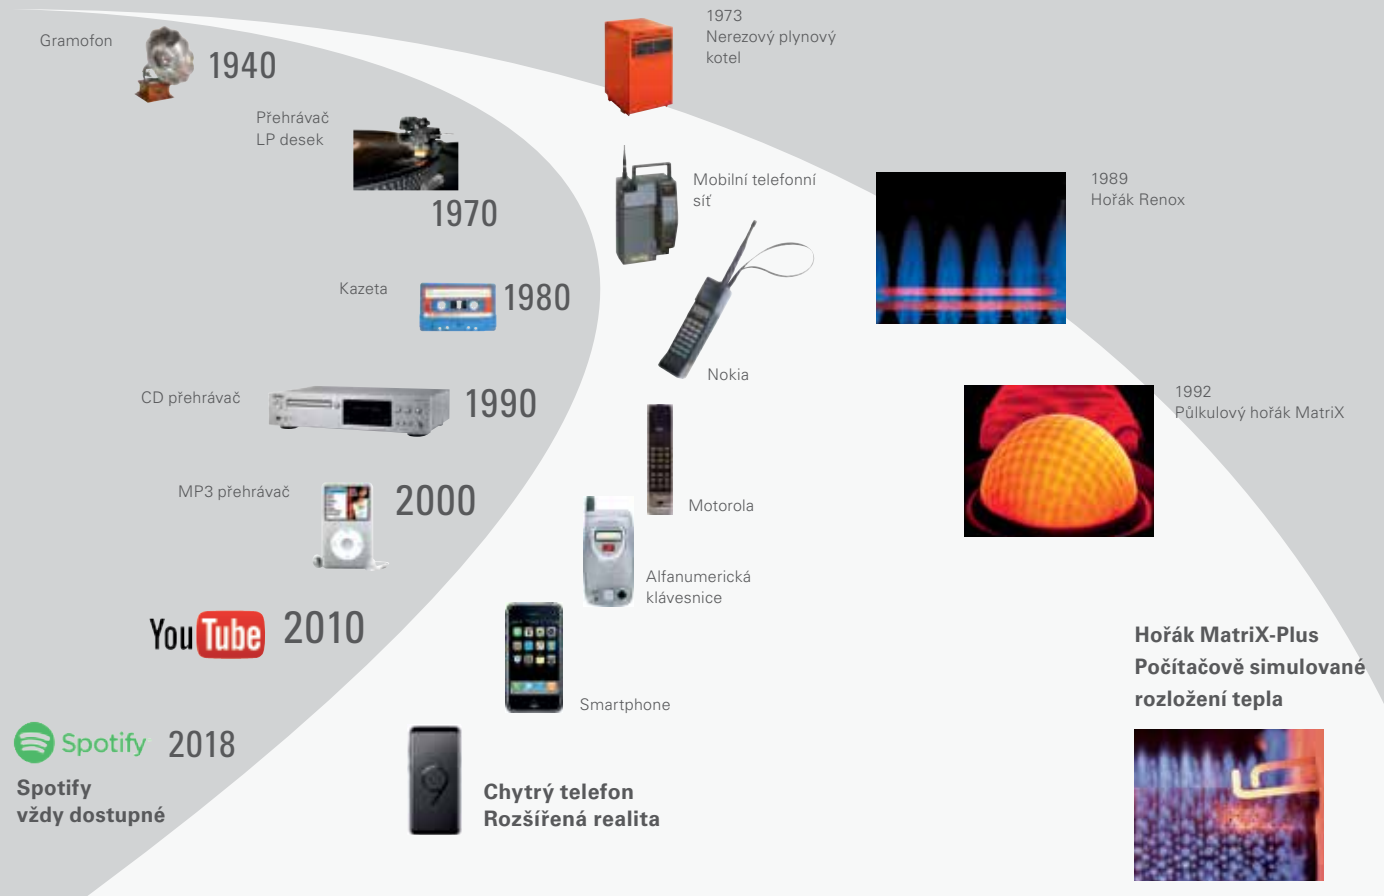 Gramofon
1940
Přehrávač
LP desek
1970
Kazeta
1980
CD přehrávač
1990
MP3 přehrávač
2000
YouTube
2010
Spotify
2018
Spotify
vždy dostupné
1973
Nerezový plynový
kotel
Mobilní telefonní
síť
Nokia
Motorola
Alfanumerická
klávesnice
Smartphone
9
Chytrý telefon
Rozšířená realita
1989
Hořák Renox
1992
Půlkulový hořák MatriX
Hořák MatriX-Plus
Počítačově simulované
rozložení tepla